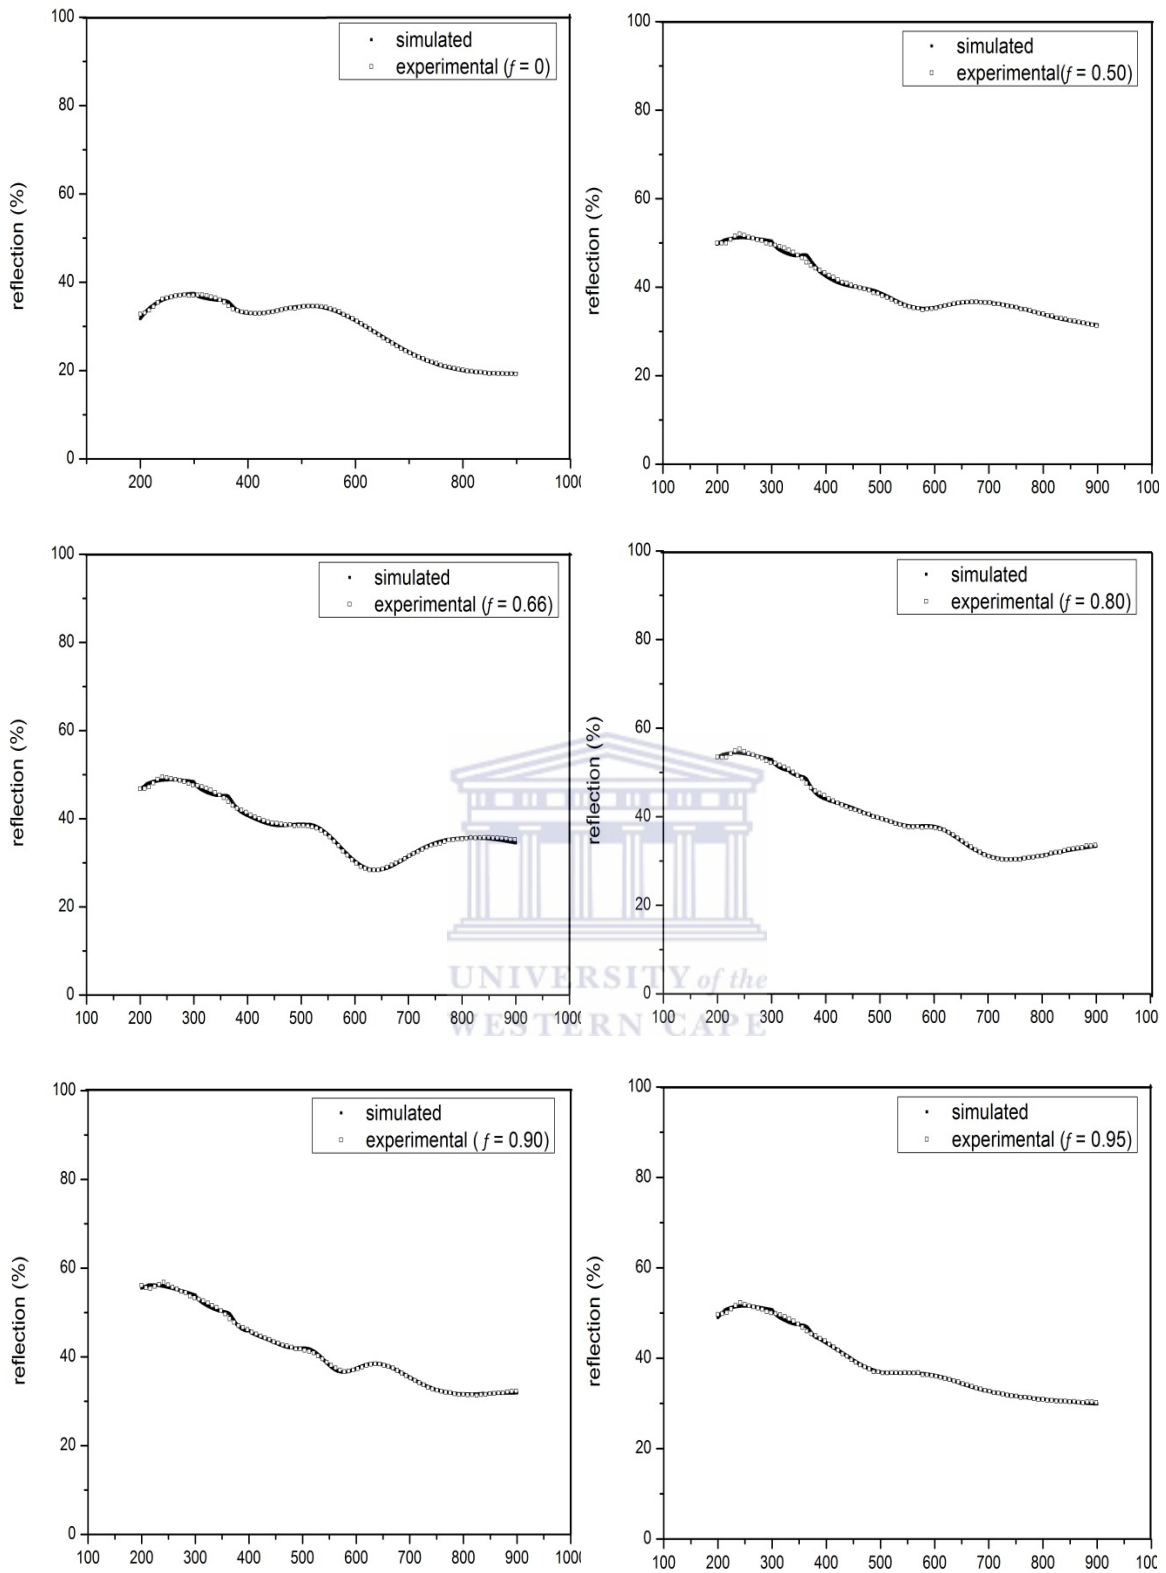 100
80
60
40
20
0
reflection (%)
simulated
experimental (ƒ = 0)
200 400 600 800 1000
100
80
60
40
20
0
reflection (%)
simulated
experimental(ƒ = 0.50)
100 200 300 400 500 600 700 800 900 100
100
80
60
40
20
0
reflection (%)
simulated
experimental (ƒ = 0.66)
100 200 300 400 500 600 700 800 900 100
100
80
60
40
20
0
reflection (%)
simulated
experimental (ƒ = 0.80)
100 200 300 400 500 600 700 800 900 100
UNIVERSITY of the
WESTERN CAPE
100
80
60
40
20
0
reflection (%)
simulated
experimental ( ƒ = 0.90)
100 200 300 400 500 600 700 800 900 100
100
80
60
40
20
0
reflection (%)
simulated
experimental (ƒ = 0.95)
100 200 300 400 500 600 700 800 900 100